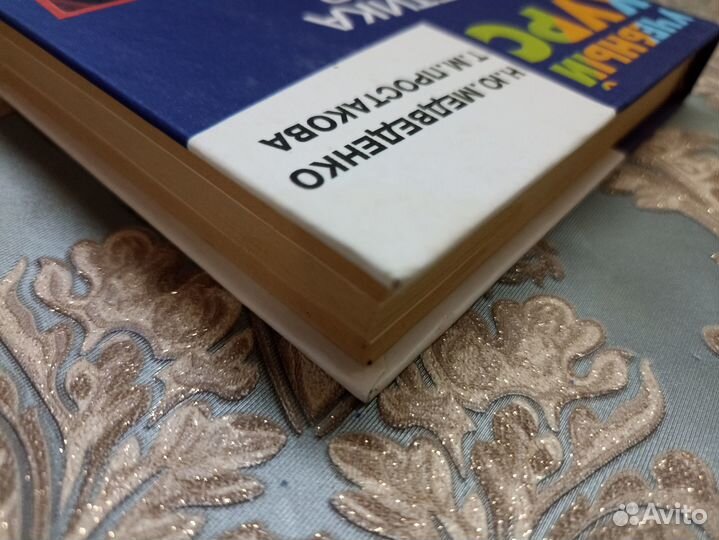 Н.Ю.МЕДВЕДЕНКО
Т.М.ПРОСТАКОВА
УЧЕБНЫЙ
КУРС
Avito